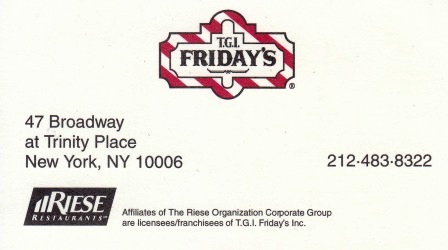 T.G.I.
FRIDAY'S
®
47 Broadway
at Trinity Place
New York, NY 10006
212·483·8322
RIESE
RESTAURANTS
Affiliates of The Riese Organization Corporate Group
are licensees/franchisees of T.G.I. Friday's Inc.